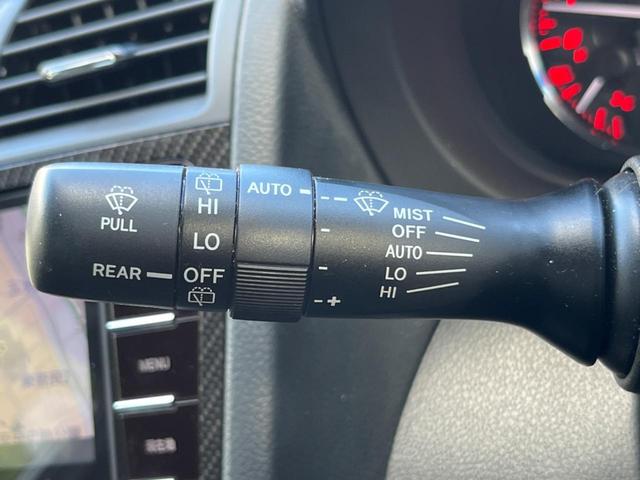 PULL
REAR
HI
LO
OFF
AUTO
MIST
OFF
AUTO
LO
HI
- +
MENU